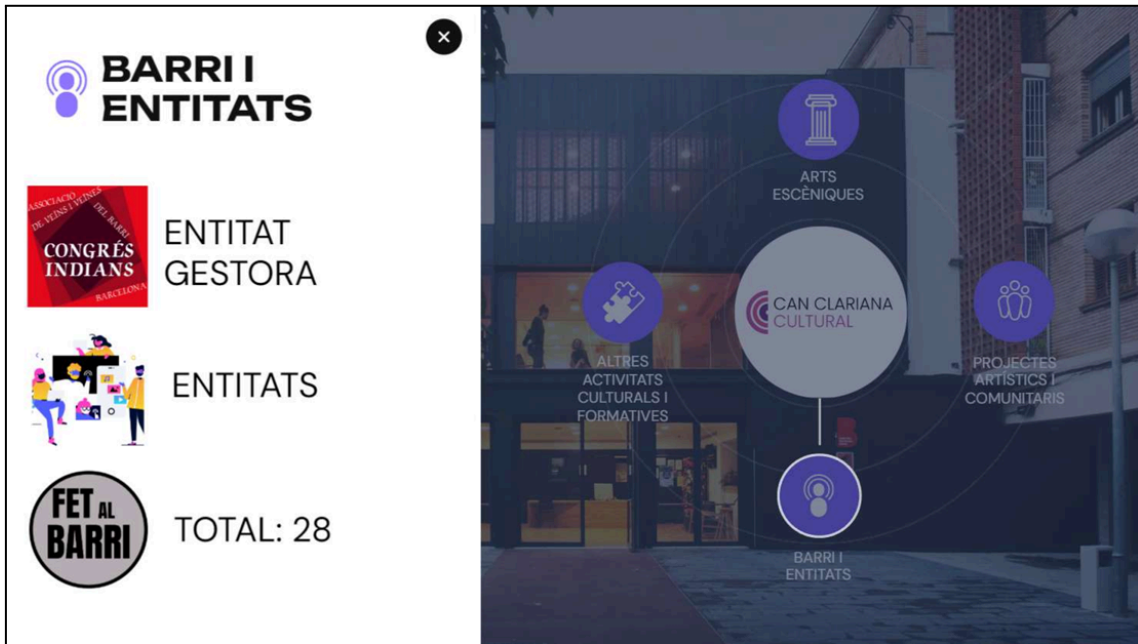 BARRI I
ENTITATS
ASSOCIACIÓ
DE VEÏNS I VEÏNES
DEL BARRI
CONGRÉS
INDIANS
BARCELONA
ENTITAT
GESTORA
ENTITATS
FET AL
BARRI
TOTAL: 28
ARTS
ESCÈNIQUES
CAN CLARIANA
CULTURAL
ALTRES
ACTIVITATS
CULTURALS I
FORMATIVES
PROJECTES
ARTÍSTICS I
COMUNITARIS
BARRI I
ENTITATS